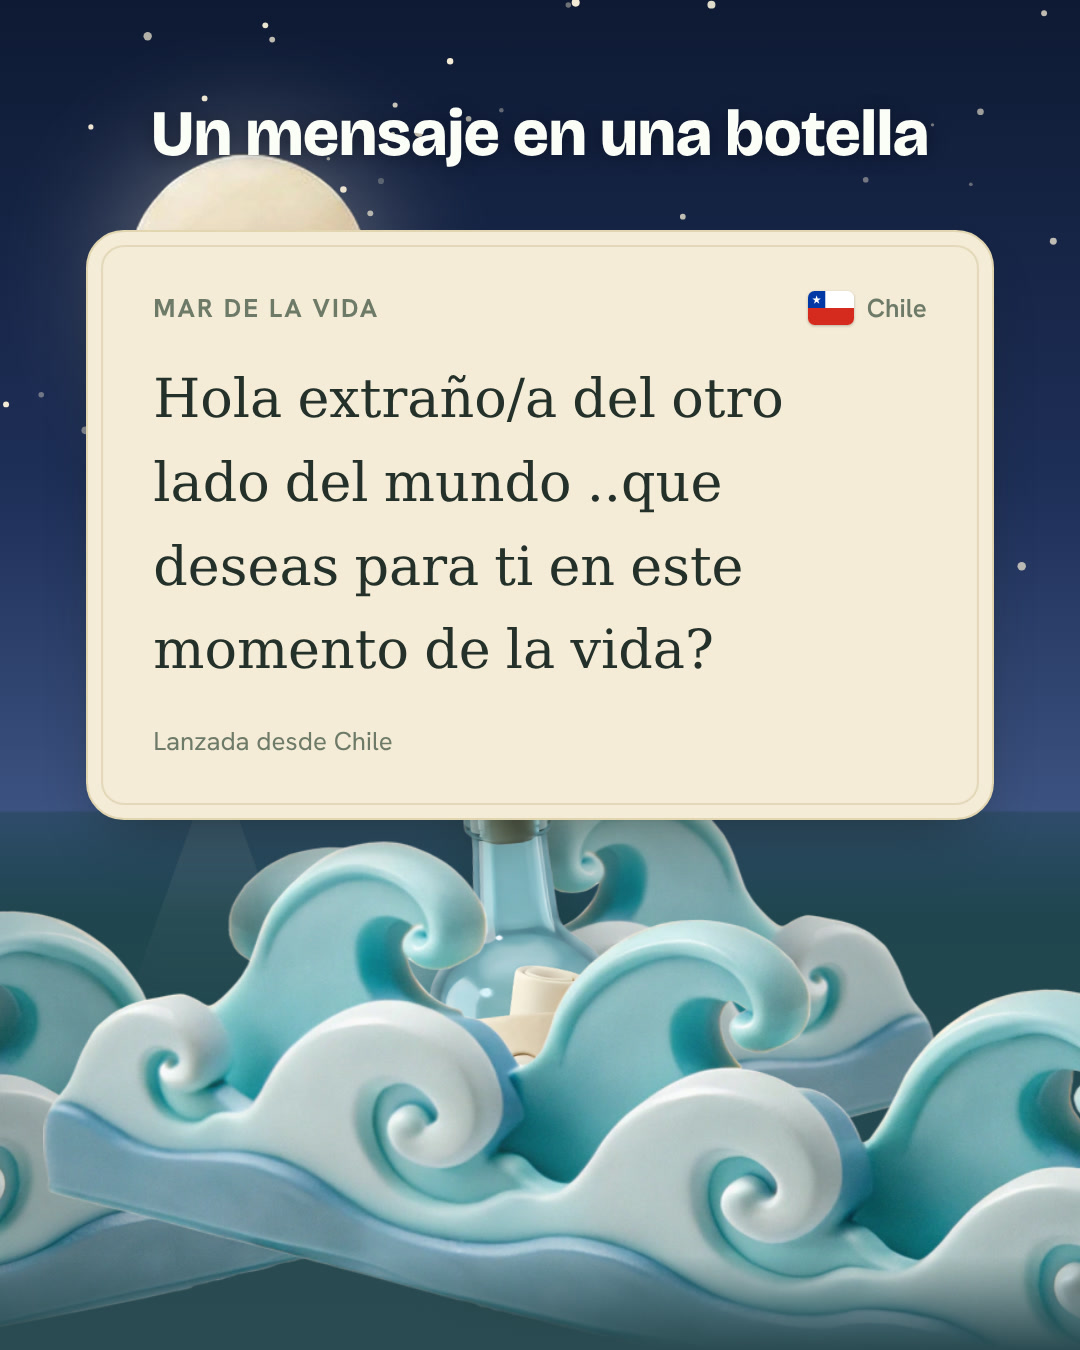 Un mensaje en una botella
MAR DE LA VIDA
Chile
Hola extraño/a del otro
lado del mundo ..que
deseas para ti en este
momento de la vida?
Lanzada desde Chile